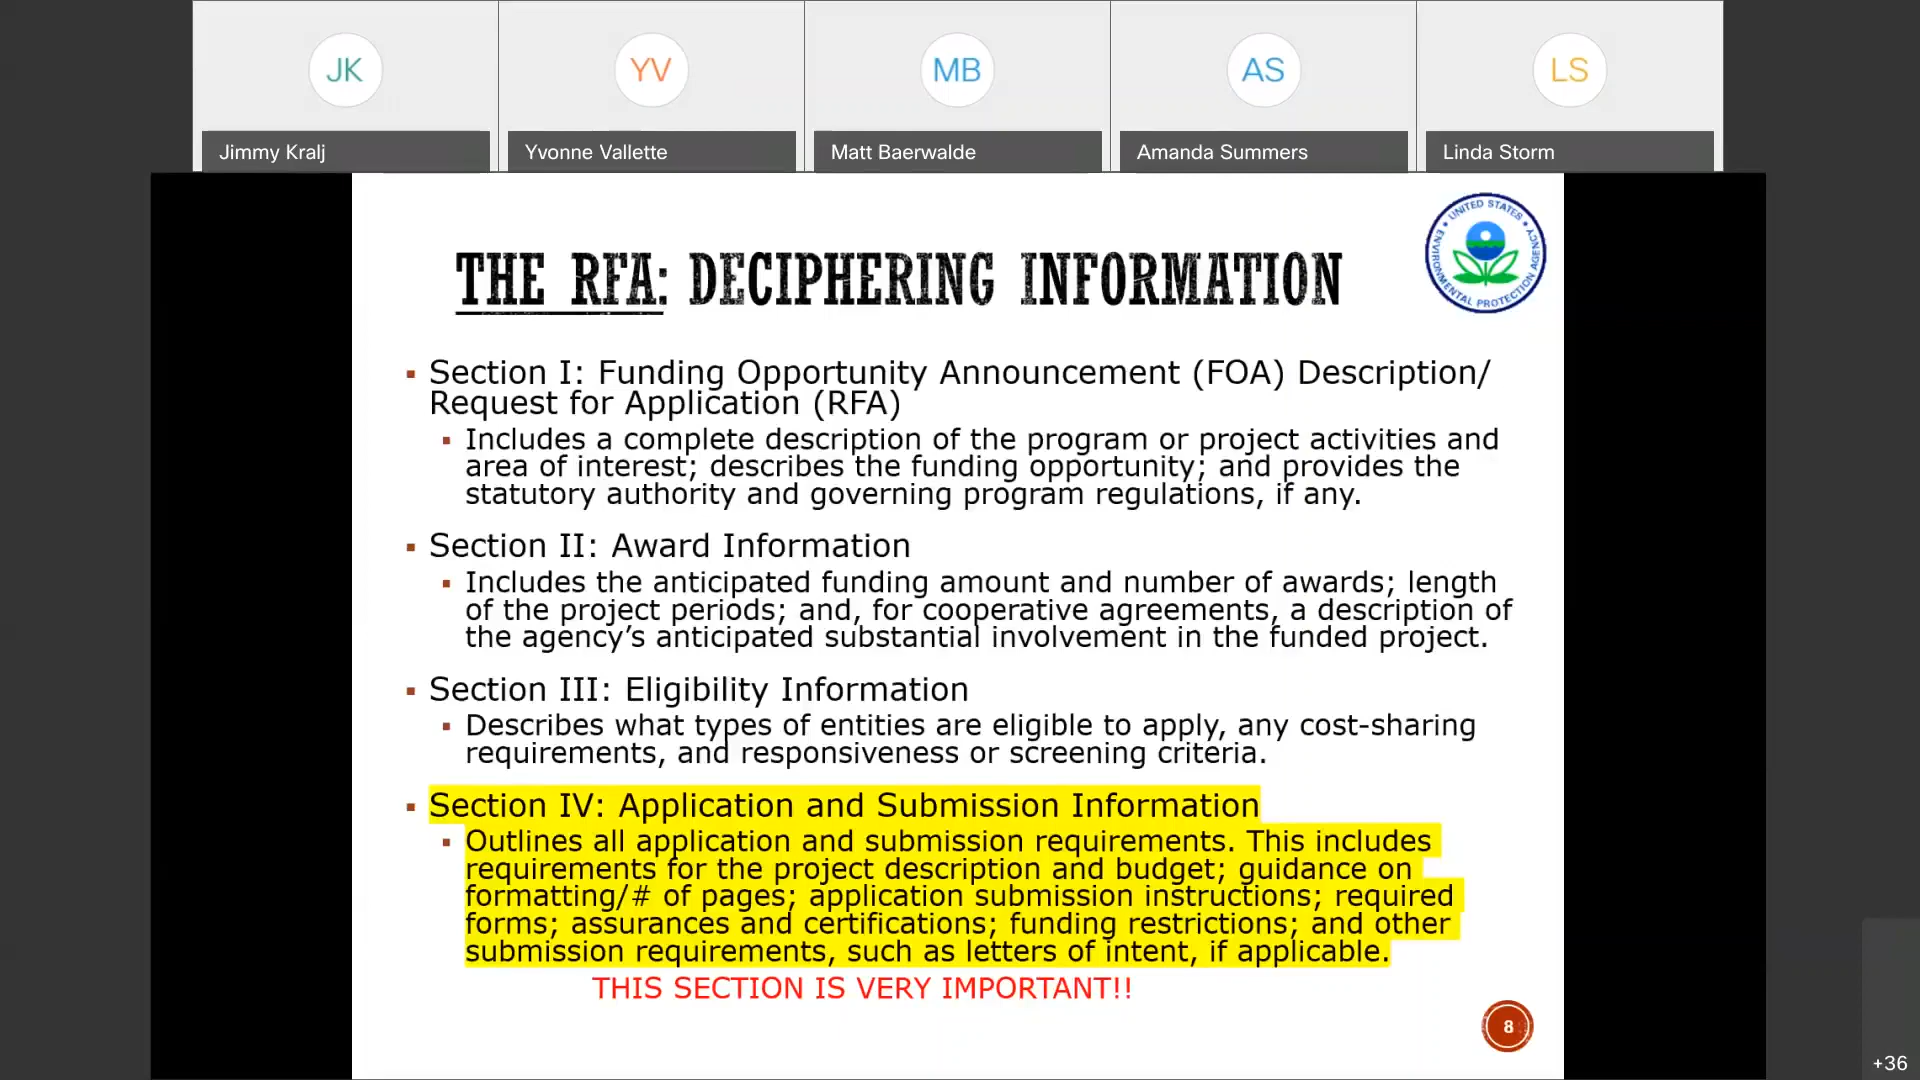 JK
YV
MB
AS
LS
Jimmy Kralj
Yvonne Vallette
Matt Baerwalde
Amanda Summers
Linda Storm
UNITED STATES
ENVIRONMENTAL PROTECTION AGENCY
THE RFA: DECIPHERING INFORMATION
▪ Section I: Funding Opportunity Announcement (FOA) Description/
Request for Application (RFA)
▪ Includes a complete description of the program or project activities and
area of interest; describes the funding opportunity; and provides the
statutory authority and governing program regulations, if any.
▪ Section II: Award Information
▪ Includes the anticipated funding amount and number of awards; length
of the project periods; and, for cooperative agreements, a description of
the agency’s anticipated substantial involvement in the funded project.
▪ Section III: Eligibility Information
▪ Describes what types of entities are eligible to apply, any cost-sharing
requirements, and responsiveness or screening criteria.
▪ Section IV: Application and Submission Information
▪ Outlines all application and submission requirements. This includes
requirements for the project description and budget; guidance on
formatting/# of pages; application submission instructions; required
forms; assurances and certifications; funding restrictions; and other
submission requirements, such as letters of intent, if applicable.
THIS SECTION IS VERY IMPORTANT!!
8
+36